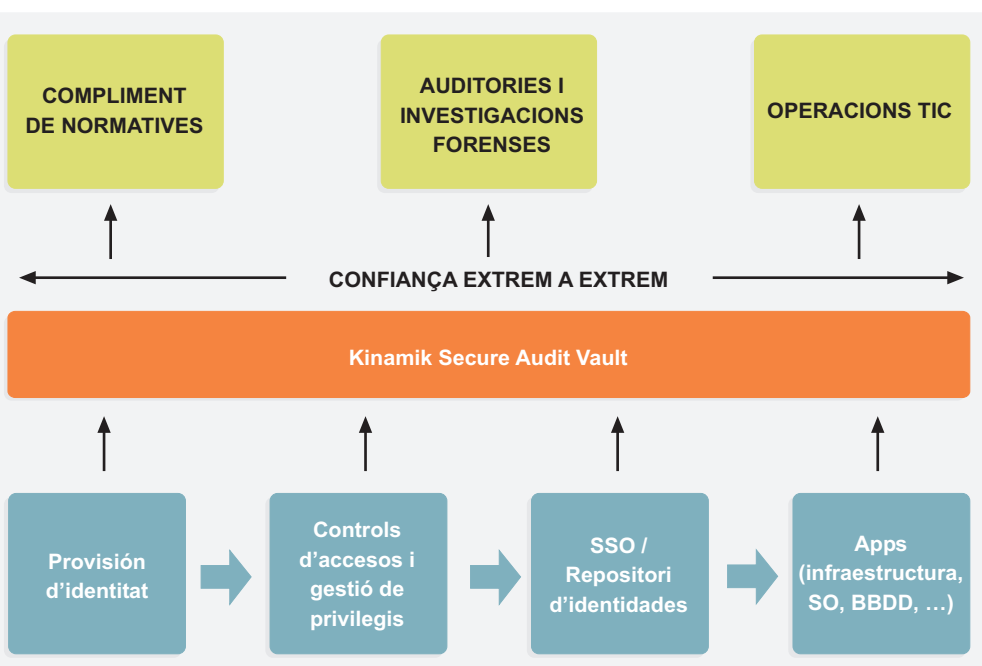 COMPLIMENT
DE NORMATIVES
AUDITORIES I
INVESTIGACIONS
FORENSES
OPERACIONS TIC
CONFIANÇA EXTREM A EXTREM
Kinamik Secure Audit Vault
Provisión
d’identitat
Controls
d’accesos i
gestió de
privilegis
SSO /
Repositori
d’identidades
Apps
(infraestructura,
SO, BBDD, …)